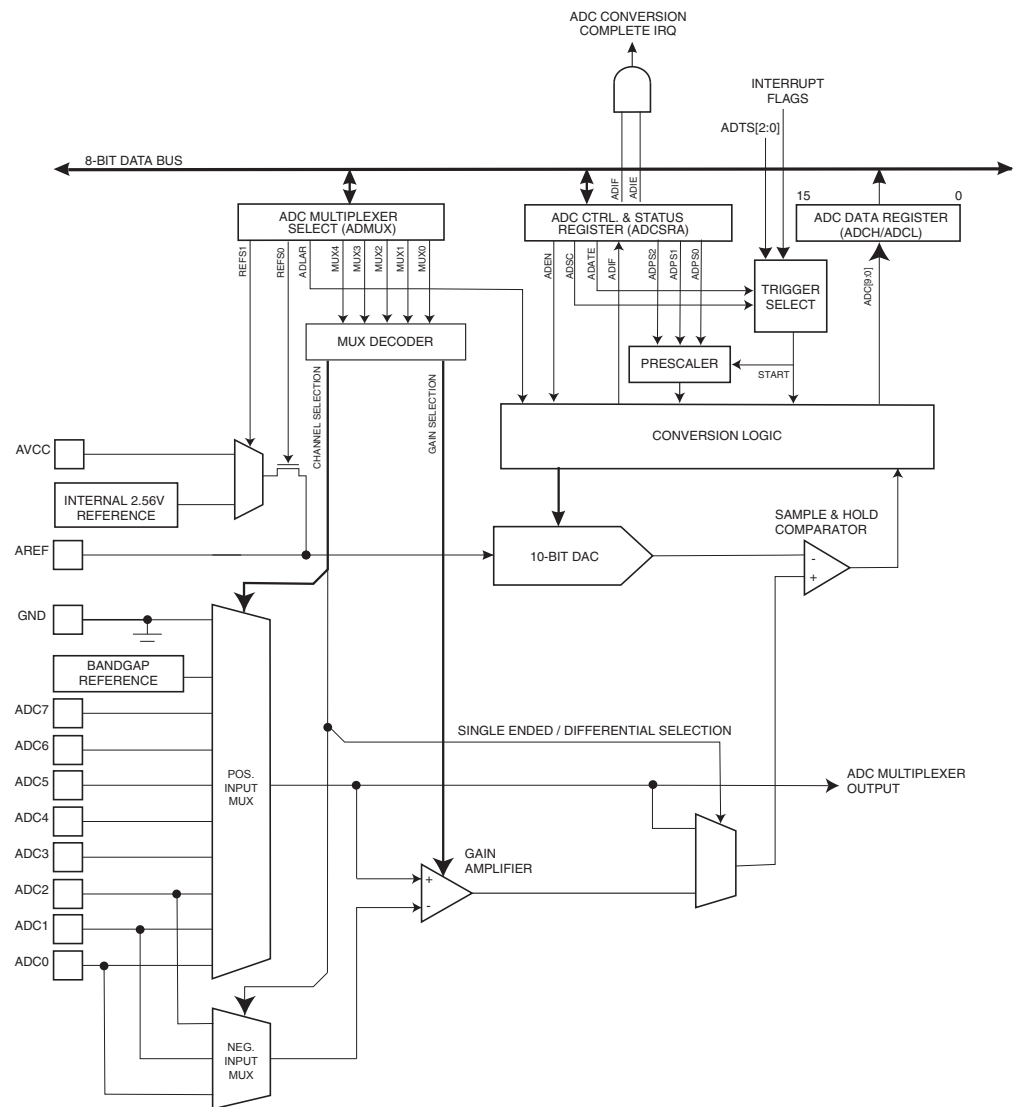 ADC CONVERSION
COMPLETE IRQ
INTERRUPT
FLAGS
ADTS[2:0]
8-BIT DATA BUS
ADIF
ADIE
15
0
ADC MULTIPLEXER
SELECT (ADMUX)
ADC CTRL. & STATUS
REGISTER (ADCSRA)
ADC DATA REGISTER
(ADCH/ADCL)
REFS1
REFS0
ADLAR
MUX4
MUX3
MUX2
MUX1
MUX0
ADEN
ADSC
ADATE
ADIF
ADPS2
ADPS1
ADPS0
TRIGGER
SELECT
ADC[9:0]
MUX DECODER
PRESCALER
START
CHANNEL SELECTION
GAIN SELECTION
CONVERSION LOGIC
AVCC
INTERNAL 2.56V
REFERENCE
SAMPLE & HOLD
COMPARATOR
AREF
10-BIT DAC
-
+
GND
BANDGAP
REFERENCE
ADC7
SINGLE ENDED / DIFFERENTIAL SELECTION
ADC6
ADC5
POS.
INPUT
MUX
ADC MULTIPLEXER
OUTPUT
ADC4
ADC3
GAIN
AMPLIFIER
+
-
ADC2
ADC1
ADC0
NEG.
INPUT
MUX